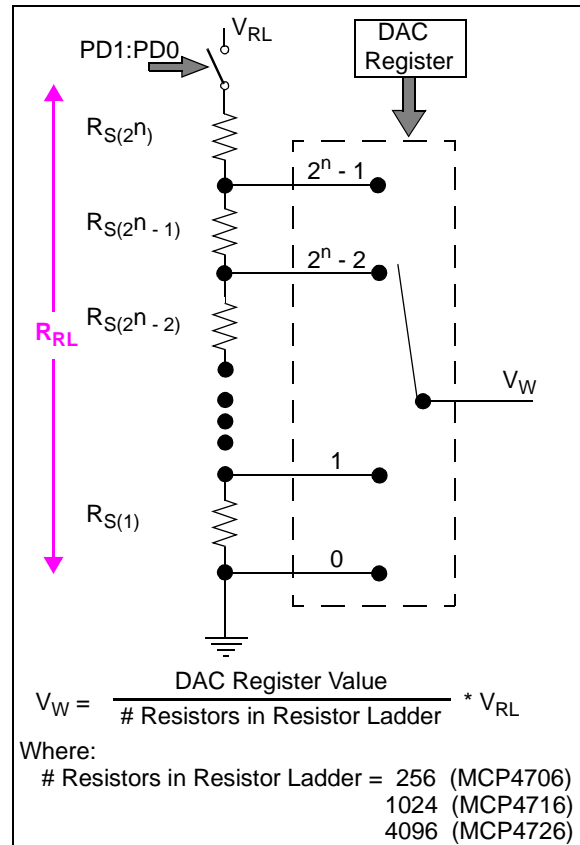 V_RL
PD1:PD0
DAC
Register
R_S(2^n)
2^n - 1
R_S(2^n - 1)
2^n - 2
R_S(2^n - 2)
R_RL
V_W
1
R_S(1)
0
V_W = DAC Register Value / # Resistors in Resistor Ladder * V_RL
Where:
# Resistors in Resistor Ladder = 256 (MCP4706)
1024 (MCP4716)
4096 (MCP4726)